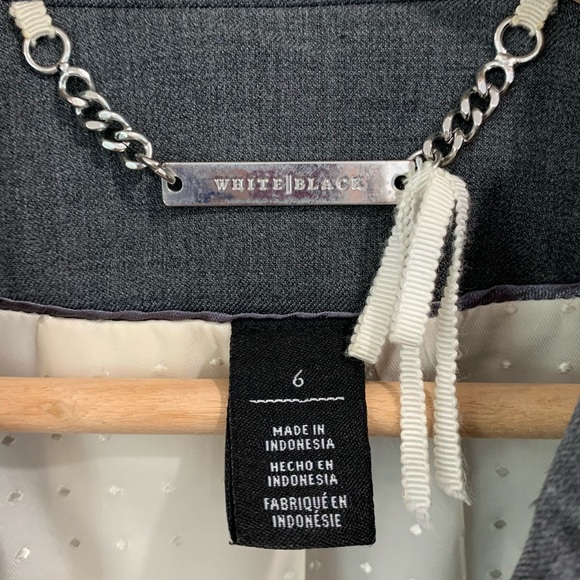 WHITE||BLACK
6
MADE IN
INDONESIA
HECHO EN
INDONESIA
FABRIQUÉ EN
INDONÉSIE